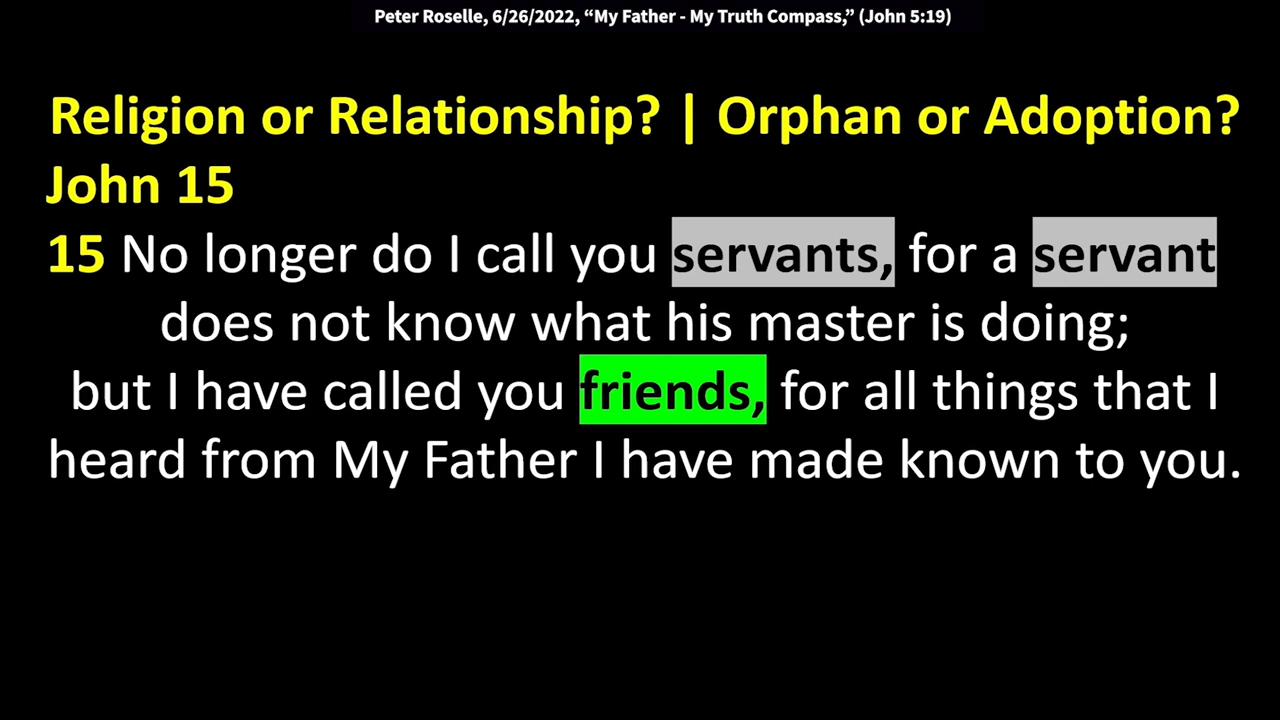 Peter Roselle, 6/26/2022, “My Father - My Truth Compass,” (John 5:19)
Religion or Relationship? | Orphan or Adoption?
John 15
15 No longer do I call you servants, for a servant
does not know what his master is doing;
but I have called you friends, for all things that I
heard from My Father I have made known to you.